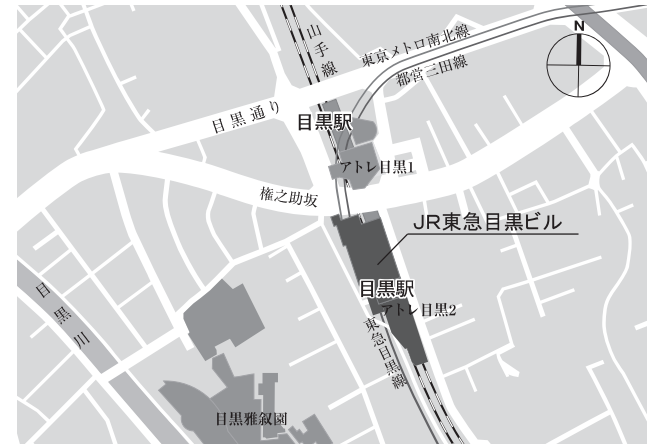 N
山手線
東京メトロ南北線
都営三田線
目黒通り
目黒駅
アトレ目黒1
権之助坂
JR東急目黒ビル
目黒駅
アトレ目黒2
目黒川
東急目黒線
目黒雅叙園